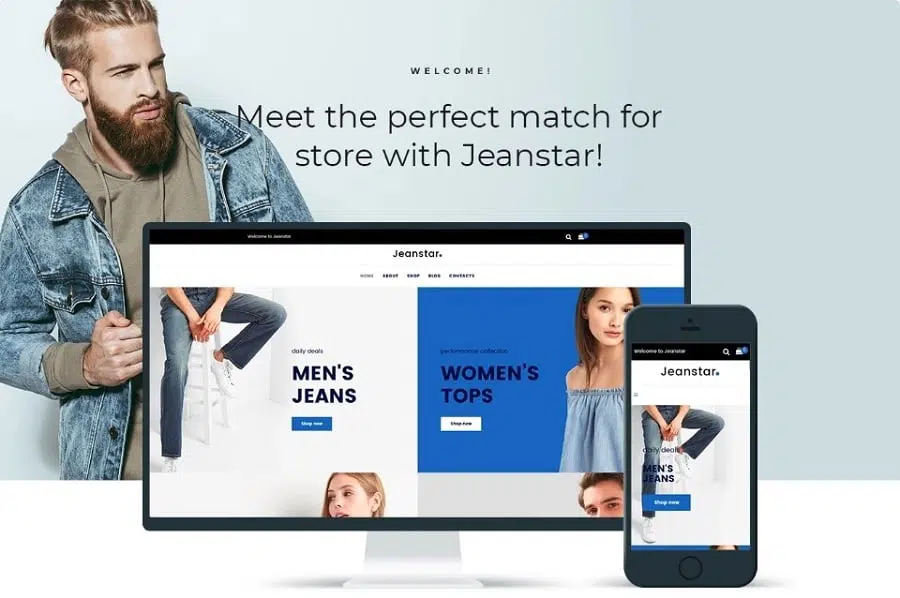 WELCOME!
Meet the perfect match for
store with Jeanstar!
Welcome to Jeanstar
Jeanstar.
HOME ABOUT SHOP BLOG CONTACTS
daily deals
MEN'S
JEANS
Shop now
performance collection
WOMEN'S
TOPS
Shop now
Welcome to Jeanstar
Jeanstar.
daily deals
MEN'S
JEANS
Shop now